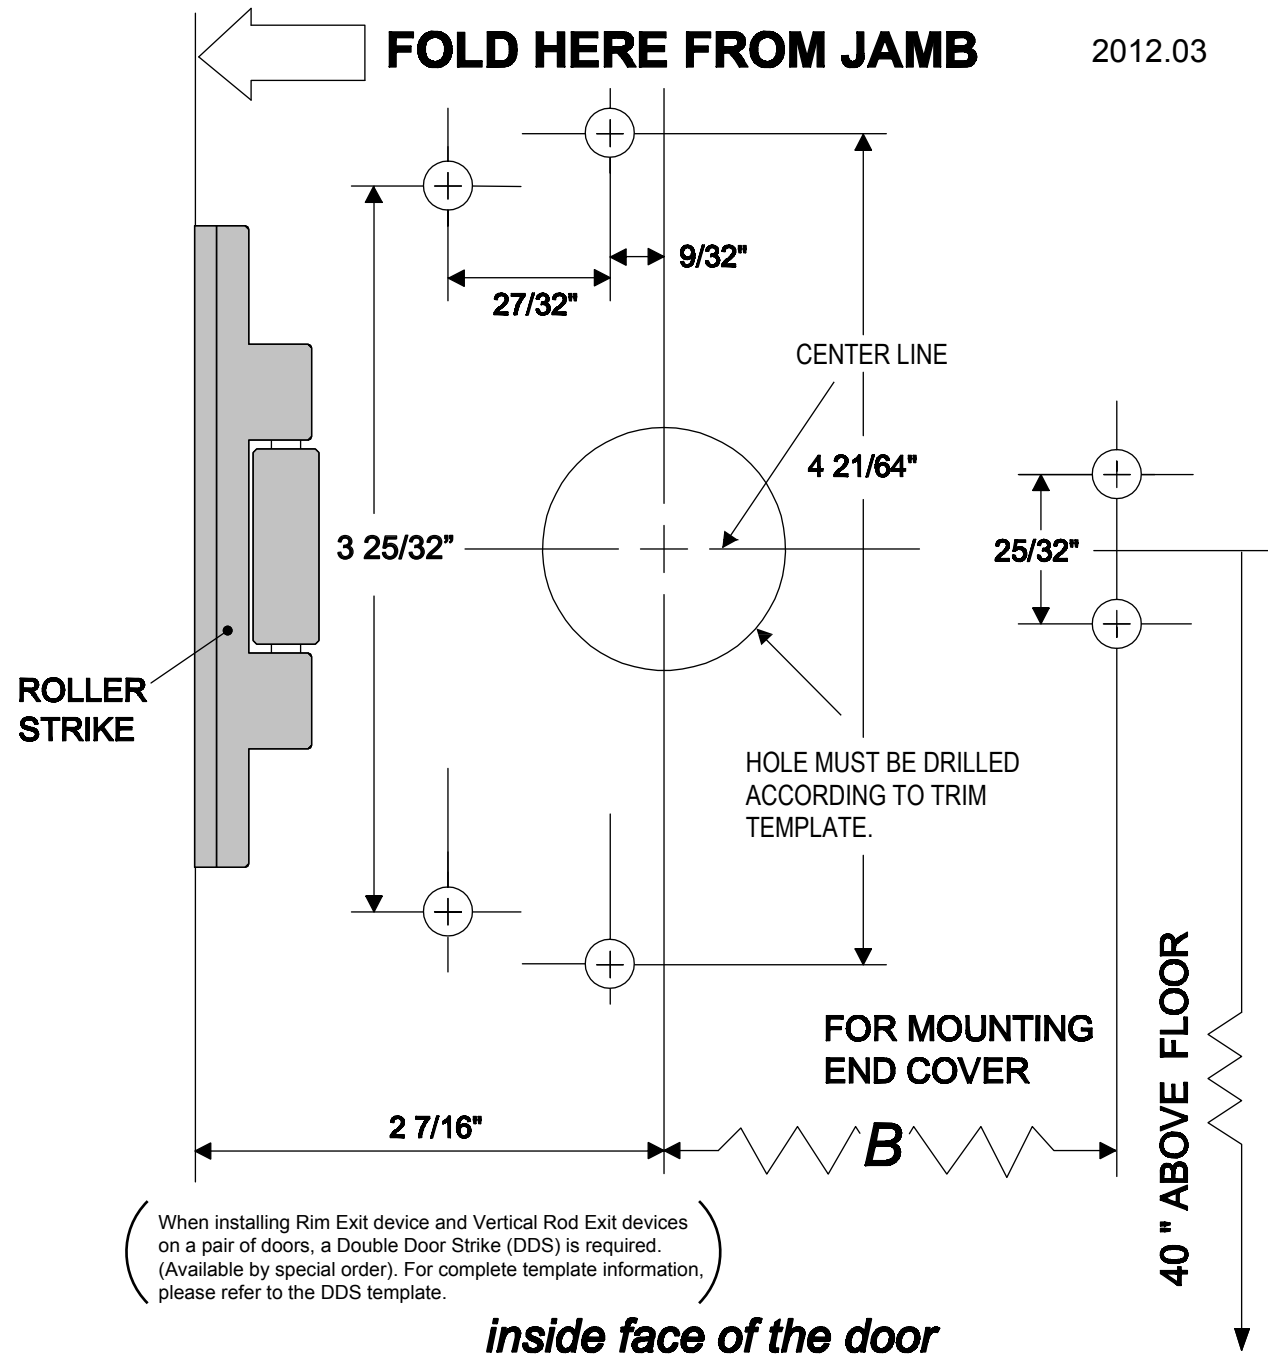 FOLD HERE FROM JAMB
2012.03
9/32"
27/32"
CENTER LINE
4 21/64"
3 25/32”
25/32"
ROLLER
STRIKE
HOLE MUST BE DRILLED
ACCORDING TO TRIM
TEMPLATE.
FOR MOUNTING
END COVER
2 7/16"
B
40 " ABOVE FLOOR
When installing Rim Exit device and Vertical Rod Exit devices
on a pair of doors, a Double Door Strike (DDS) is required.
(Available by special order). For complete template information,
please refer to the DDS template.
inside face of the door